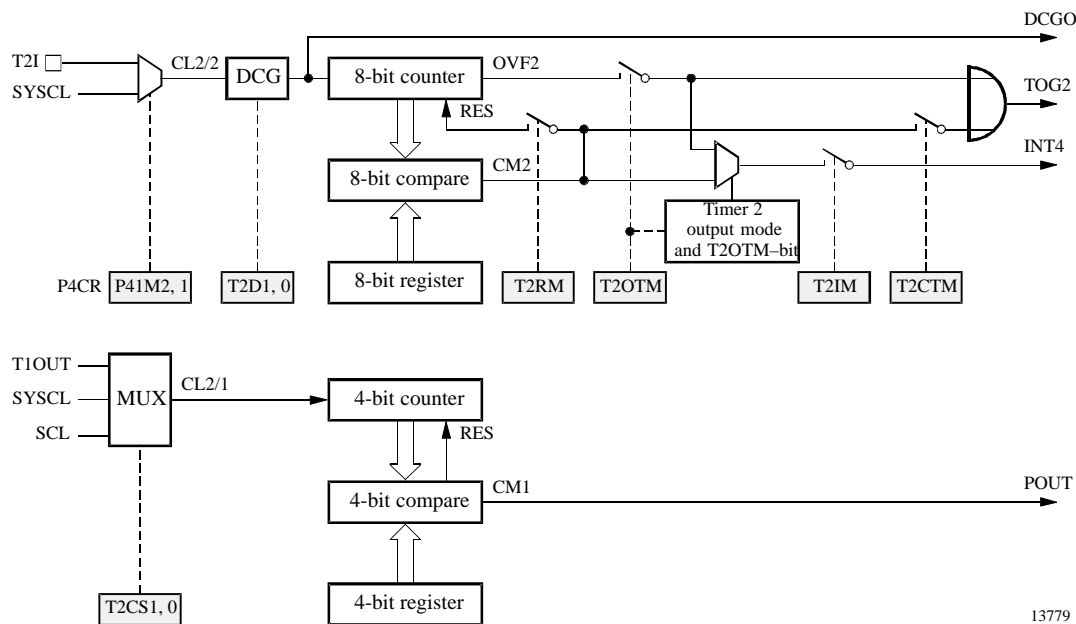 DCGO
T2I
CL2/2
DCG
8-bit counter
OVF2
TOG2
SYSCL
RES
INT4
8-bit compare
CM2
Timer 2
output mode
and T2OTM–bit
P4CR
P41M2, 1
T2D1, 0
8-bit register
T2RM
T2OTM
T2IM
T2CTM
T1OUT
SYSCL
SCL
MUX
CL2/1
4-bit counter
RES
4-bit compare
CM1
POUT
T2CS1, 0
4-bit register
13779